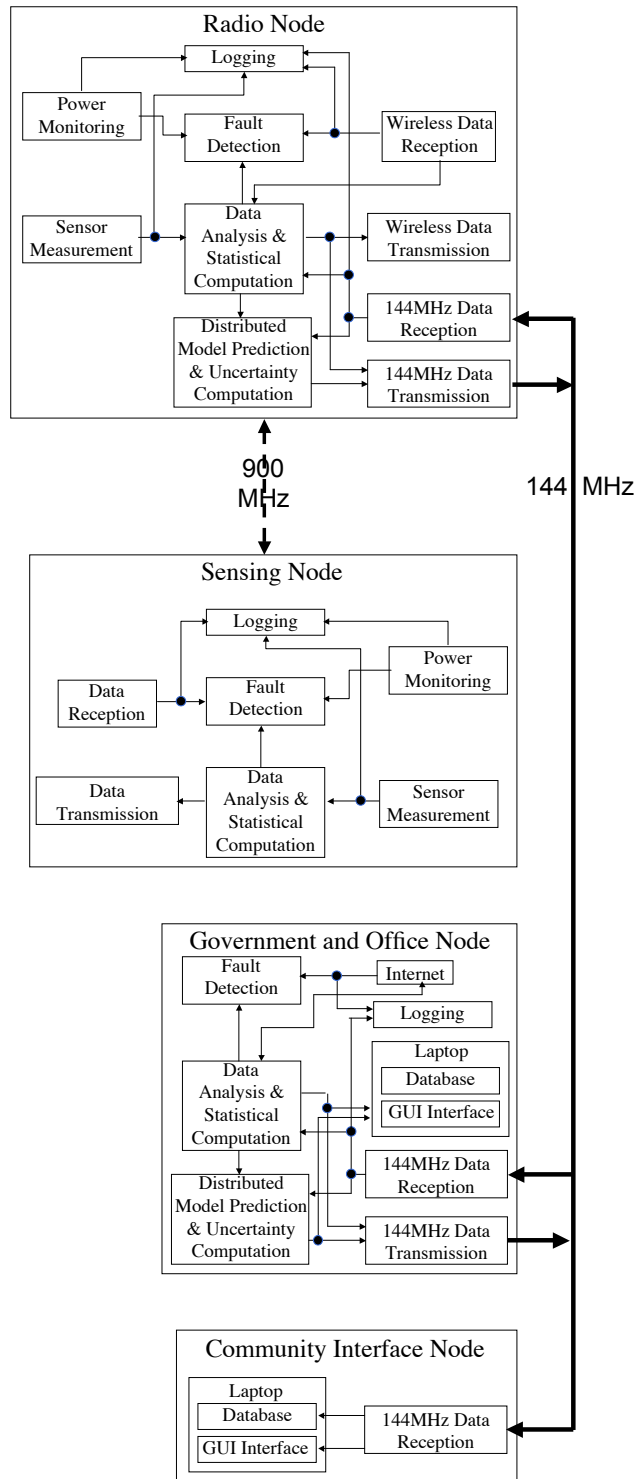 Radio Node
Logging
Power
Monitoring
Fault
Detection
Wireless Data
Reception
Sensor
Measurement
Data
Analysis &
Statistical
Computation
Wireless Data
Transmission
144MHz Data
Reception
Distributed
Model Prediction
& Uncertainty
Computation
144MHz Data
Transmission
900
MHz
144 MHz
Sensing Node
Logging
Power
Monitoring
Data
Reception
Fault
Detection
Data
Transmission
Data
Analysis &
Statistical
Computation
Sensor
Measurement
Government and Office Node
Fault
Detection
Internet
Logging
Laptop
Database
GUI Interface
Data
Analysis &
Statistical
Computation
144MHz Data
Reception
Distributed
Model Prediction
& Uncertainty
Computation
144MHz Data
Transmission
Community Interface Node
Laptop
Database
GUI Interface
144MHz Data
Reception